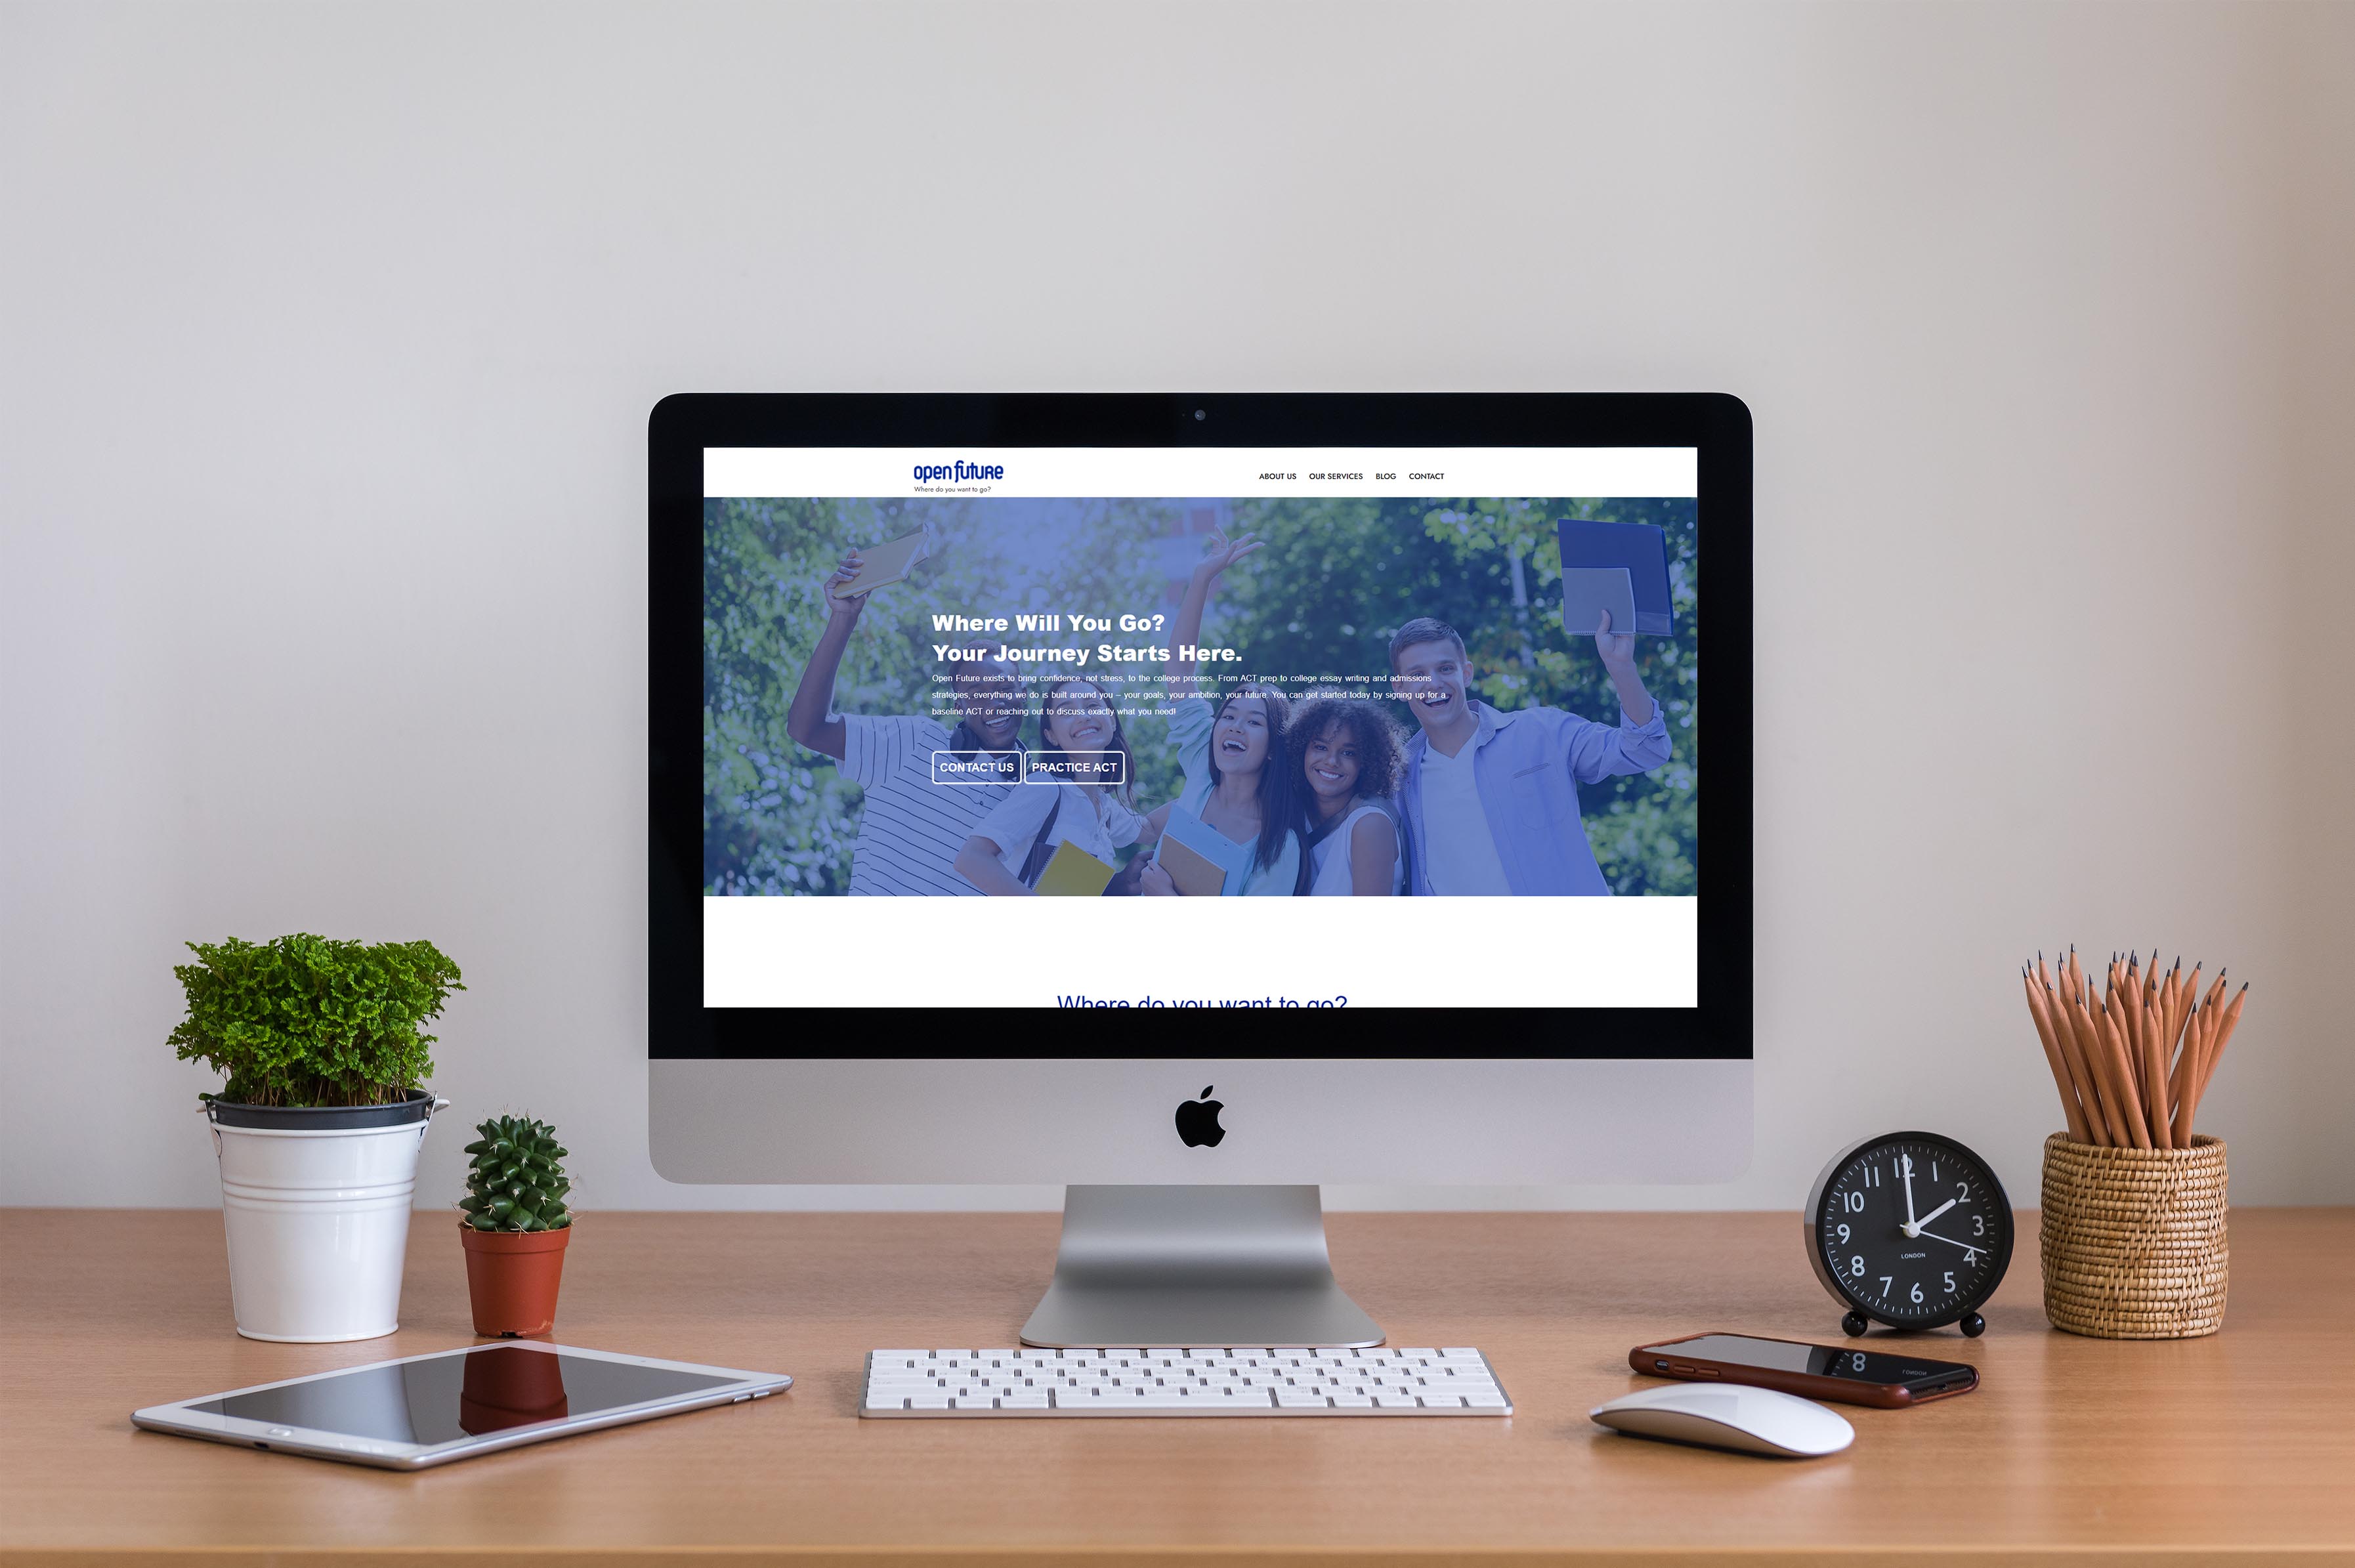 open future
Where do you want to go?
ABOUT US OUR SERVICES BLOG CONTACT
Where Will You Go?
Your Journey Starts Here.
Open Future exists to bring confidence, not stress, to the college process. From ACT prep to college essay writing and admissions
strategies, everything we do is built around you – your goals, your ambition, your future. You can get started today by signing up for a
baseline ACT or reaching out to discuss exactly what you need!
CONTACT US PRACTICE ACT
Where do you want to go?
12
1
2
3
4
5
6
7
8
9
10
11
LONDON
8
LONDON